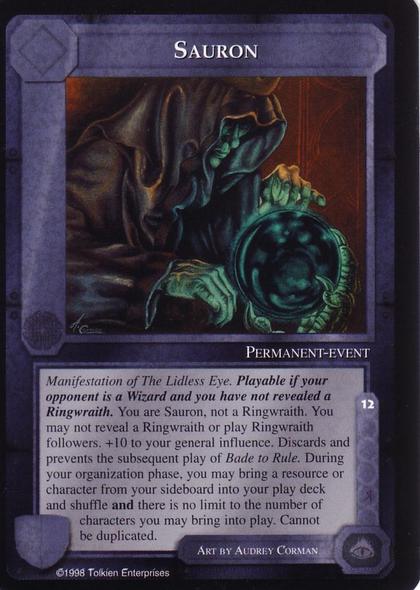 SAURON
A. Corman
PERMANENT-EVENT
Manifestation of The Lidless Eye. Playable if your
opponent is a Wizard and you have not revealed a
Ringwraith. You are Sauron, not a Ringwraith. You
may not reveal a Ringwraith or play Ringwraith
followers. +10 to your general influence. Discards and
prevents the subsequent play of Bade to Rule. During
your organization phase, you may bring a resource or
character from your sideboard into your play deck
and shuffle and there is no limit to the number of
characters you may bring into play. Cannot
be duplicated.
12
ART BY AUDREY CORMAN
©1998 Tolkien Enterprises